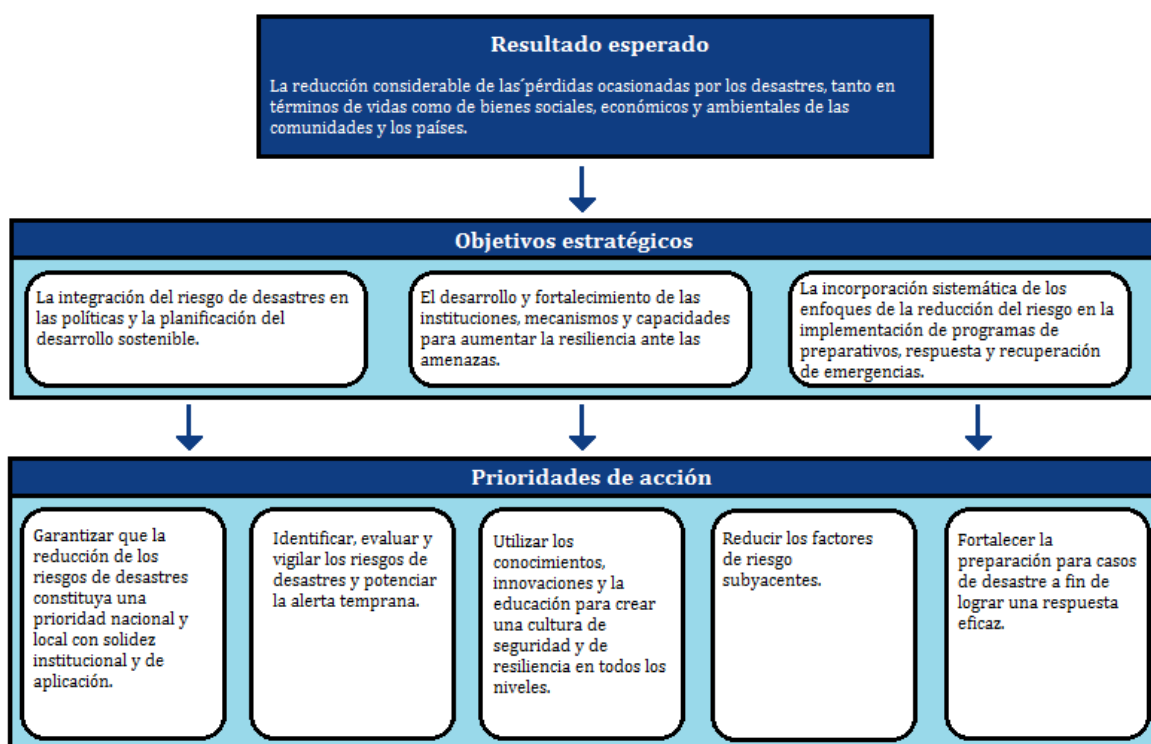 Resultado esperado
La reducción considerable de las´pérdidas ocasionadas por los desastres, tanto en
términos de vidas como de bienes sociales, económicos y ambientales de las
comunidades y los países.
Objetivos estratégicos
La integración del riesgo de desastres en
las políticas y la planificación del
desarrollo sostenible.
El desarrollo y fortalecimiento de las
instituciones, mecanismos y capacidades
para aumentar la resiliencia ante las
amenazas.
La incorporación sistemática de los
enfoques de la reducción del riesgo en la
implementación de programas de
preparativos, respuesta y recuperación
de emergencias.
Prioridades de acción
Garantizar que la
reducción de los
riesgos de desastres
constituya una
prioridad nacional y
local con solidez
institucional y de
aplicación.
Identificar, evaluar y
vigilar los riesgos de
desastres y potenciar
la alerta temprana.
Utilizar los
conocimientos,
innovaciones y la
educación para crear
una cultura de
seguridad y de
resiliencia en todos los
niveles.
Reducir los factores
de riesgo
subyacentes.
Fortalecer la
preparación para casos
de desastre a fin de
lograr una respuesta
eficaz.